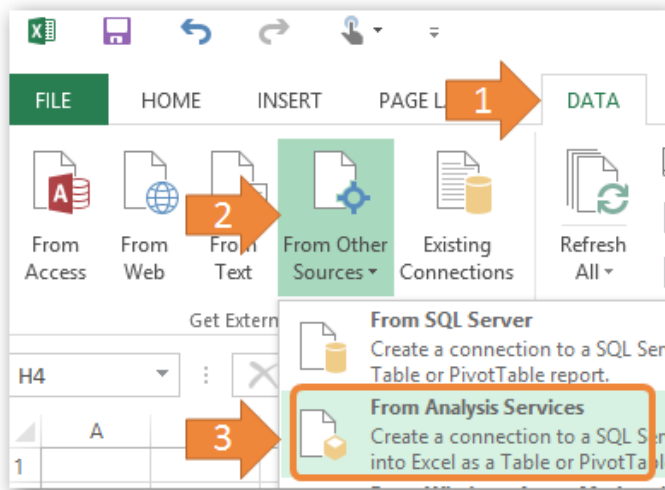 FILE HOME INSERT PAGE L 1 DATA
2
From Access
From Web
From Text
From Other Sources
Existing Connections
Refresh All
Get Extern
From SQL Server
Create a connection to a SQL Ser
Table or PivotTable report.
H4
From Analysis Services
Create a connection to a SQL Ser
into Excel as a Table or PivotTabl
A
3
1